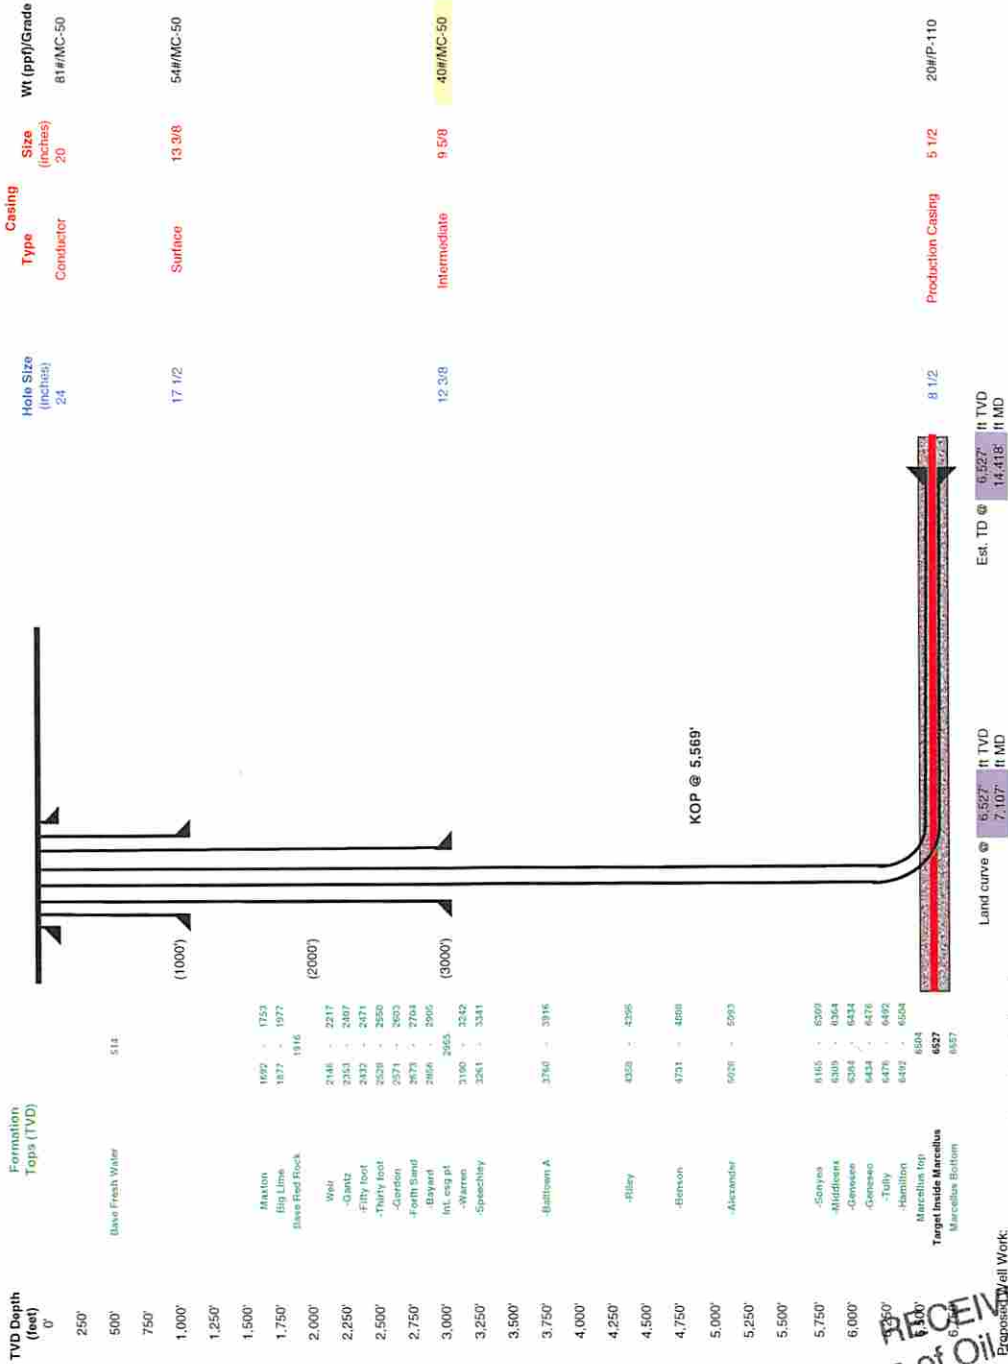 TVD Depth
(feet)
0'
250'
500'
750'
1,000'
1,250'
1,500'
1,750'
2,000'
2,250'
2,500'
2,750'
3,000'
3,250'
3,500'
3,750'
4,000'
4,250'
4,500'
4,750'
5,000'
5,250'
5,500'
5,750'
6,000'
6,250'
6,500'
Formation
Tops (TVD)
Base Fresh Water 514
Maxton 1692 - 1753
Big Lime 1877 - 1977
Base Red Rock 1916
Weir 2146 - 2217
-Gantz 2353 - 2407
-Fifty foot 2432 - 2471
-Thirty foot 2528 - 2550
-Gordon 2571 - 2603
-Forth Sand 2673 - 2704
-Bayard 2856 - 2905
Int. csg pt 2965
-Warren 3190 - 3242
-Speechley 3261 - 3341
-Balltown A 3760 - 3916
-Riley 4358 - 4396
-Benson 4731 - 4808
-Alexander 5028 - 5093
-Sonyea 6165 - 6309
-Middlesex 6309 - 6364
-Genesee 6384 - 6434
-Geneseo 6434 - 6476
-Tully 6476 - 6492
-Hamilton 6492 - 6504
Marcellus top 6504
Target Inside Marcellus 6527
Marcellus Bottom 6557
(1000')
(2000')
(3000')
KOP @ 5,569'
Land curve @ 6,527' ft TVD
7,107' ft MD
Est. TD @ 6,527' ft TVD
14,418' ft MD
Casing
Hole Size Type Size Wt (ppf)/Grade
(inches) (inches)
24 Conductor 20 81#/MC-50
17 1/2 Surface 13 3/8 54#/MC-50
12 3/8 Intermediate 9 5/8 40#/MC-50
8 1/2 Production Casing 5 1/2 20#/P-110
Proposed Well Work:
of Oil